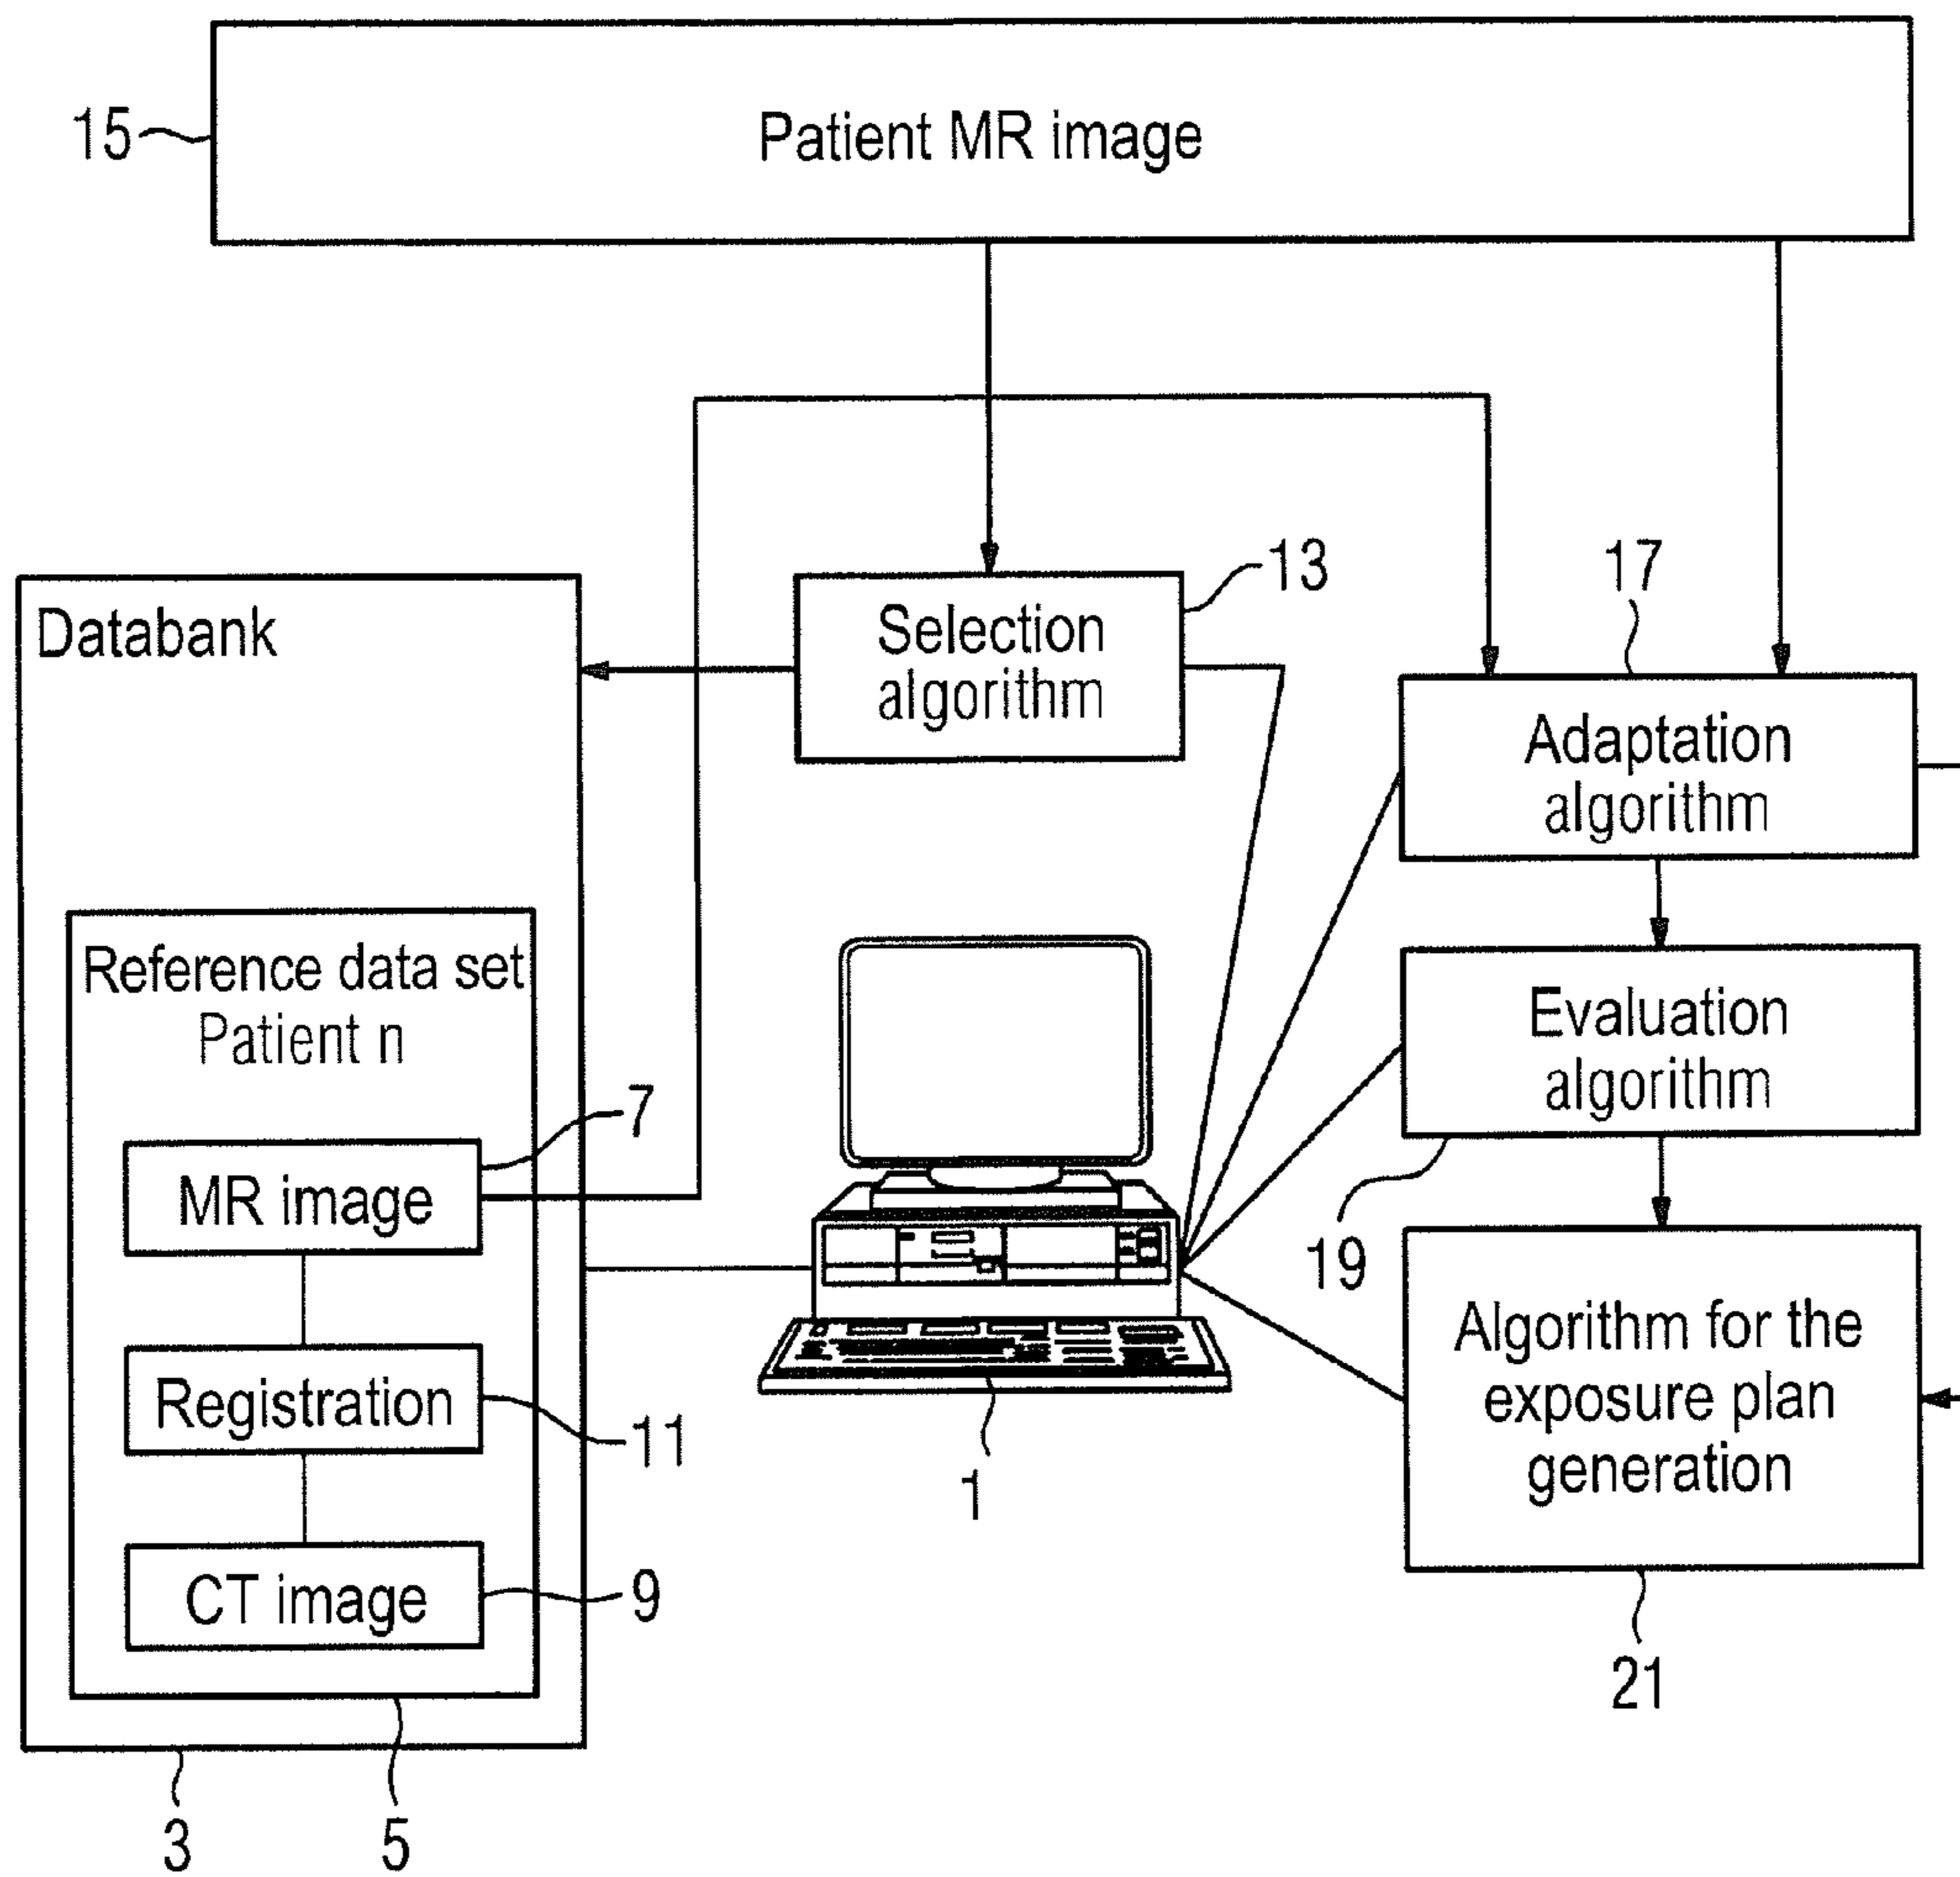 15
Patient MR image
13
17
Databank
Selection
algorithm
Adaptation
algorithm
Reference data set
Patient n
Evaluation
algorithm
7
MR image
19
Registration
11
Algorithm for the
exposure plan
generation
1
CT image
9
21
3
5